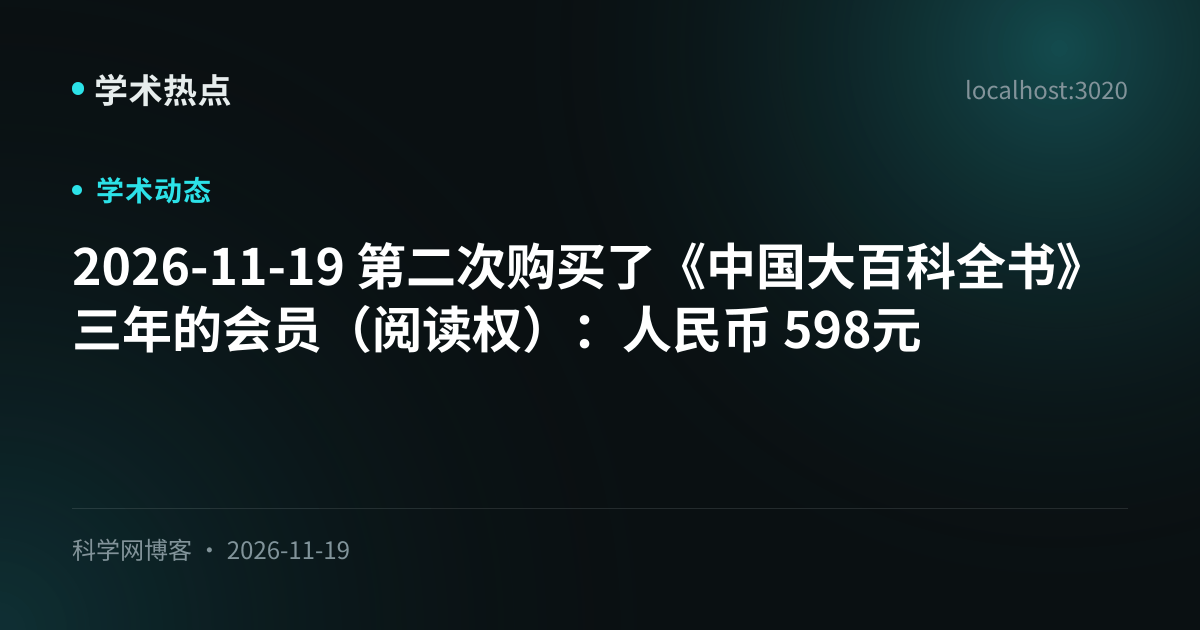 学术热点
localhost:3020
学术动态
2026-11-19 第二次购买了《中国大百科全书》
三年的会员（阅读权）：人民币 598元
科学网博客 · 2026-11-19